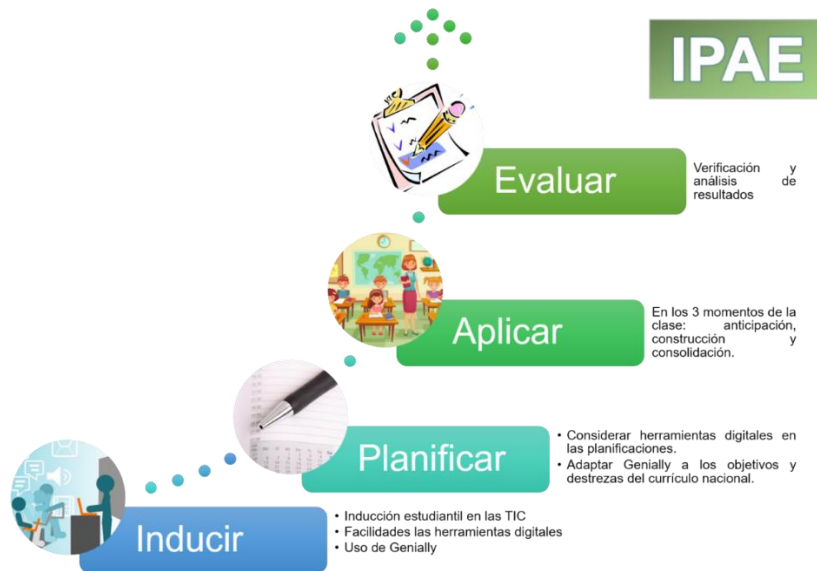 IPAE
Evaluar
Verificación y
análisis de
resultados
Aplicar
En los 3 momentos de la
clase: anticipación,
construcción y
consolidación.
Planificar
• Considerar herramientas digitales en
las planificaciones.
• Adaptar Genially a los objetivos y
destrezas del currículo nacional.
Inducir
• Inducción estudiantil en las TIC
• Facilidades las herramientas digitales
• Uso de Genially